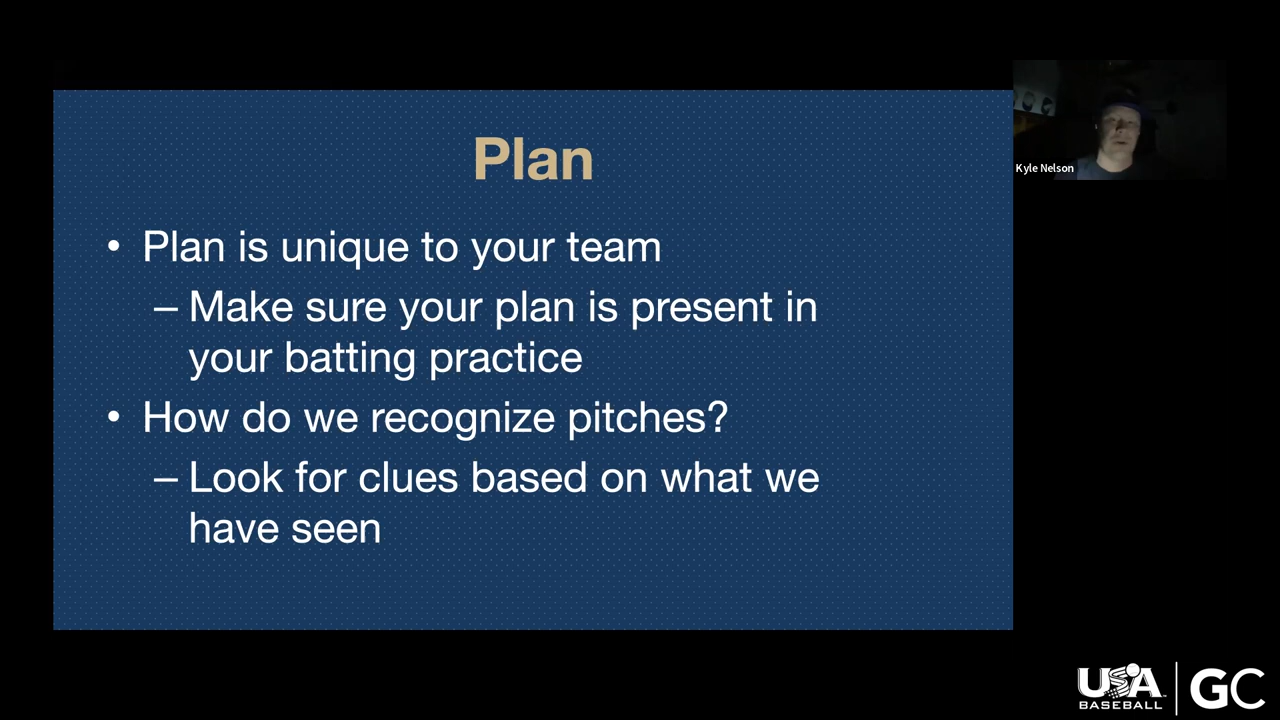 Plan
• Plan is unique to your team
– Make sure your plan is present in
your batting practice
• How do we recognize pitches?
– Look for clues based on what we
have seen
Kyle Nelson
USA
BASEBALL
GC